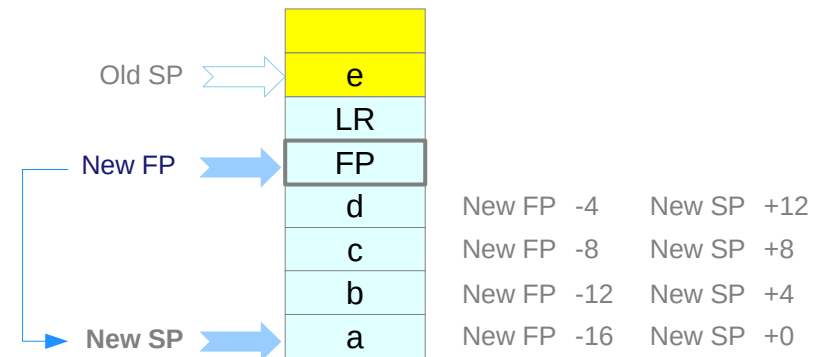 Old SP e
LR
New FP FP
d New FP -4 New SP +12
c New FP -8 New SP +8
b New FP -12 New SP +4
New SP a New FP -16 New SP +0